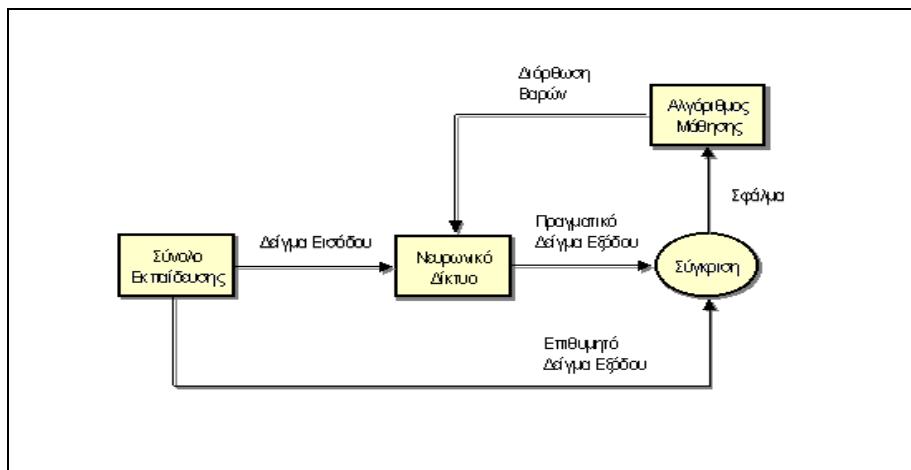 Διόρθωση
Βαρών
Αλγόριθμος
Μάθησης
Σφάλμα
Σύνολο
Εκπαίδευσης
Δείγμα Εισόδου
Νευρωνικό
Δίκτυο
Πραγματικό
Δείγμα Εξόδου
Σύγκριση
Επιθυμητό
Δείγμα Εξόδου